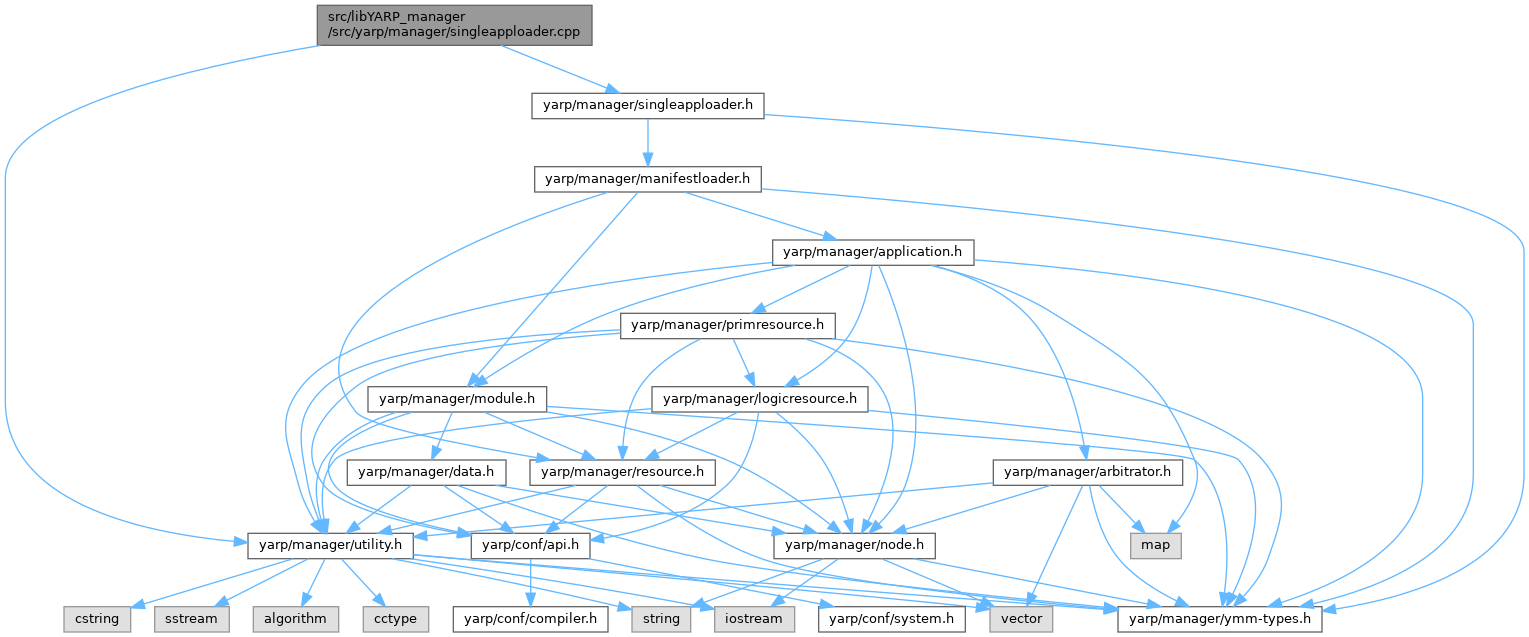 src/libYARP_manager
/src/yarp/manager/singleapploader.cpp
yarp/manager/singleapploader.h
yarp/manager/manifestloader.h
yarp/manager/application.h
yarp/manager/primresource.h
yarp/manager/module.h
yarp/manager/logicresource.h
yarp/manager/data.h
yarp/manager/resource.h
yarp/manager/arbitrator.h
yarp/manager/utility.h
yarp/conf/api.h
yarp/manager/node.h
map
cstring
sstream
algorithm
cctype
yarp/conf/compiler.h
string
iostream
yarp/conf/system.h
vector
yarp/manager/ymm-types.h